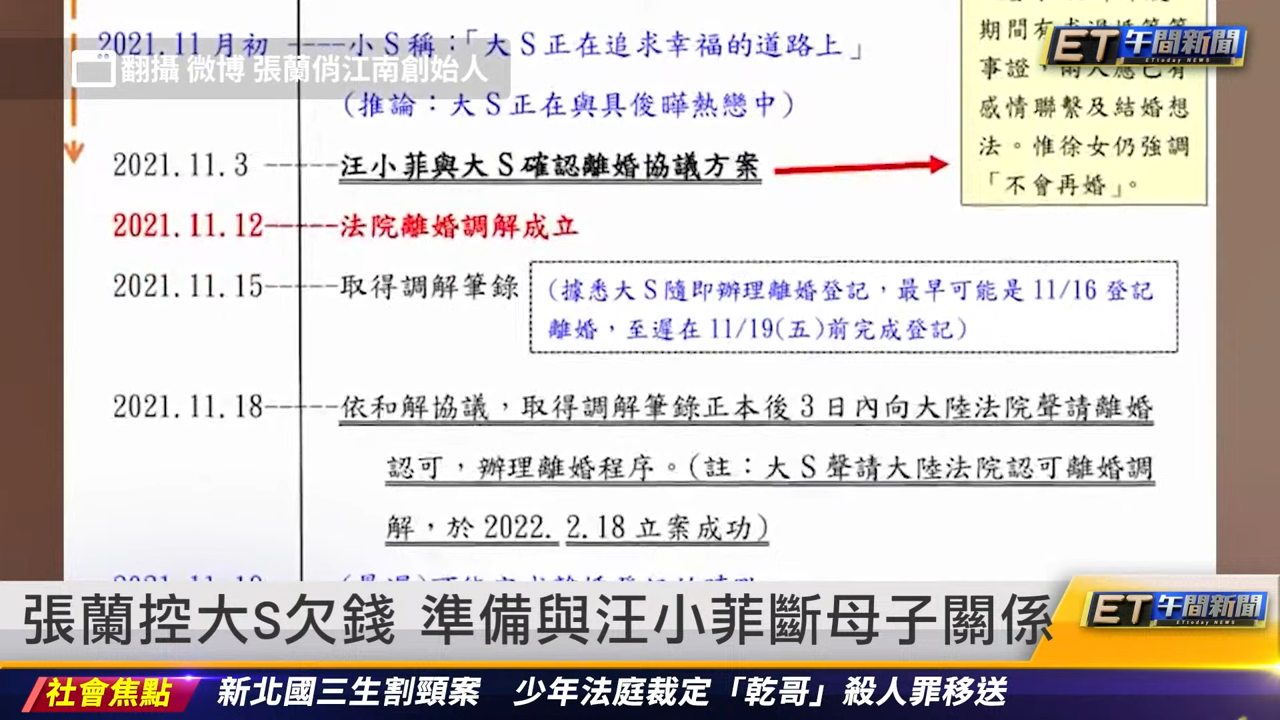 2021.11月初 ----小S稱：「大S正在追求幸福的道路上」
翻攝 微博 張蘭俏江南創始人
(推論：大S正在與具俊曄熱戀中)
2021.11.3 -----汪小菲與大S確認離婚協議方案
2021.11.12-----法院離婚調解成立
2021.11.15-----取得調解筆錄
(據悉大S隨即辦理離婚登記，最早可能是11/16登記
離婚，至遲在11/19(五)前完成登記)
2021.11.18-----依和解協議，取得調解筆錄正本後3日內向大陸法院聲請離婚
認可，辦理離婚程序。(註：大S聲請大陸法院認可離婚調
解，於2022. 2.18立案成功)
期間有
事證，
感情聯繫及結婚想
法。惟徐女仍強調
「不會再婚」。
ET午間新聞
ETtoday NEWS
張蘭控大S欠錢 準備與汪小菲斷母子關係
ET午間新聞
ETtoday NEWS
社會焦點 新北國三生割頸案 少年法庭裁定「乾哥」殺人罪移送